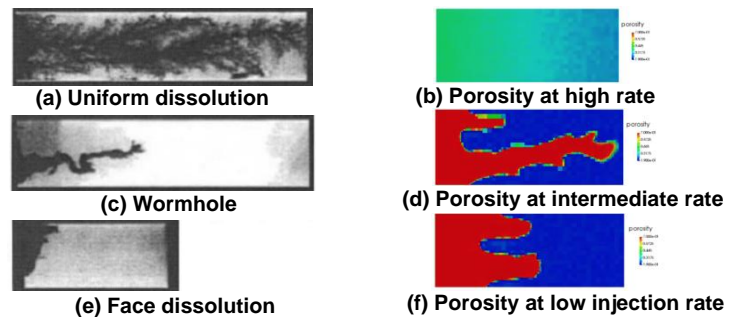 (a) Uniform dissolution
porosity
(b) Porosity at high rate
(c) Wormhole
porosity
(d) Porosity at intermediate rate
(e) Face dissolution
porosity
(f) Porosity at low injection rate